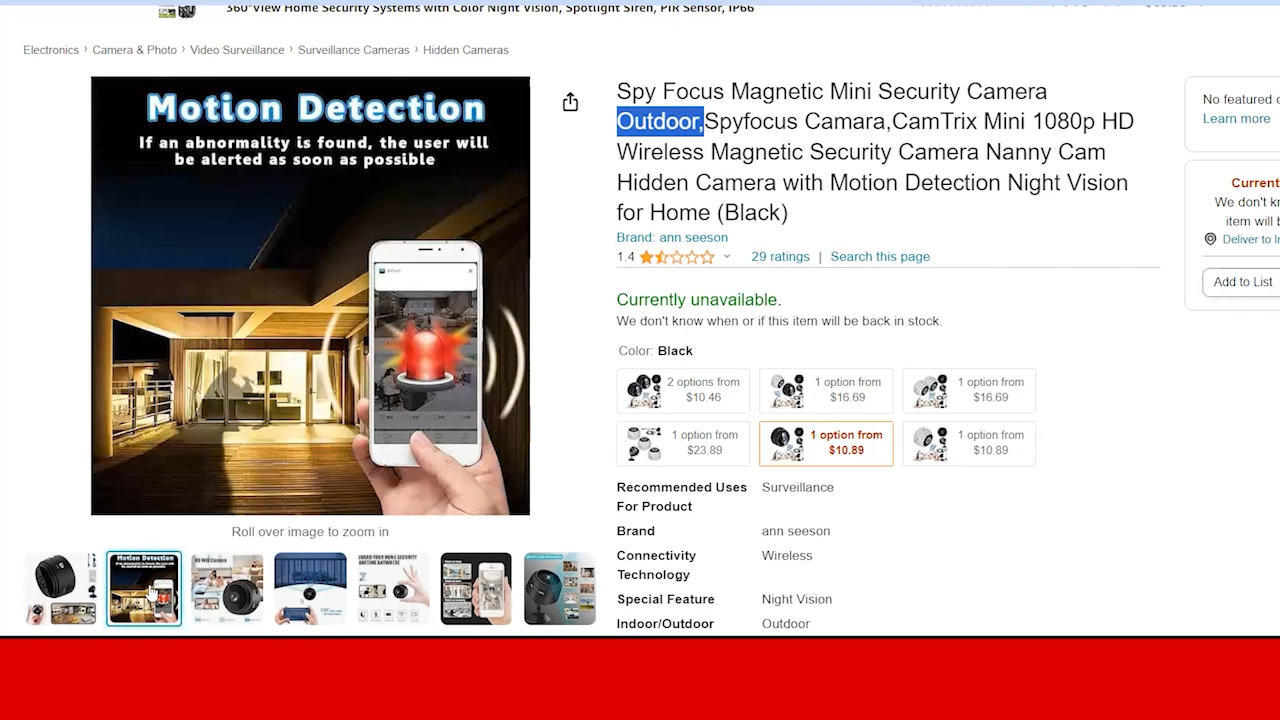 360°View Home Security Systems with Color Night Vision, Spotlight Siren, PIR Sensor, IP66
Electronics › Camera & Photo › Video Surveillance › Surveillance Cameras › Hidden Cameras
Motion Detection
If an abnormality is found, the user will
be alerted as soon as possible
Roll over image to zoom in
Motion Detection
Spy Focus Magnetic Mini Security Camera
Outdoor,Spyfocus Camara,CamTrix Mini 1080p HD
Wireless Magnetic Security Camera Nanny Cam
Hidden Camera with Motion Detection Night Vision
for Home (Black)
Brand: ann seeson
1.4 29 ratings | Search this page
Currently unavailable.
We don't know when or if this item will be back in stock.
Color: Black
2 options from
$10.46
1 option from
$16.69
1 option from
$16.69
1 option from
$23.89
1 option from
$10.89
1 option from
$10.89
Recommended Uses
For Product
Surveillance
Brand ann seeson
Connectivity
Technology
Wireless
Special Feature Night Vision
Indoor/Outdoor Outdoor
No featured
Learn more
Current
We don't
item will
Deliver to
Add to List